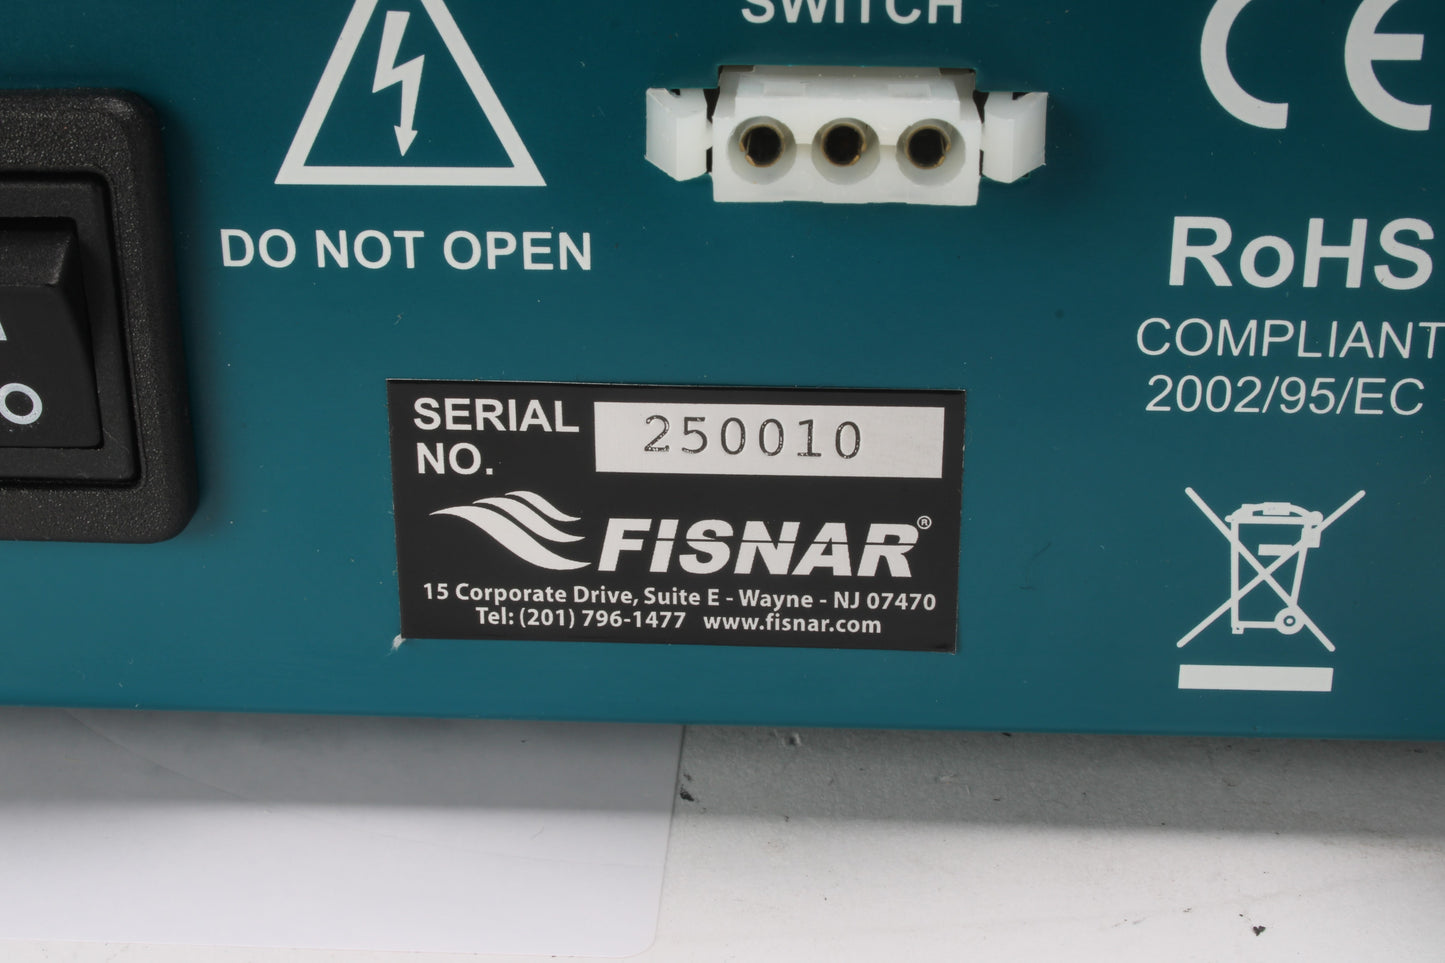 SWITCH
CE
DO NOT OPEN
RoHS
COMPLIANT
2002/95/EC
O
SERIAL
NO.
250010
FISNAR®
15 Corporate Drive, Suite E - Wayne - NJ 07470
Tel: (201) 796-1477 www.fisnar.com